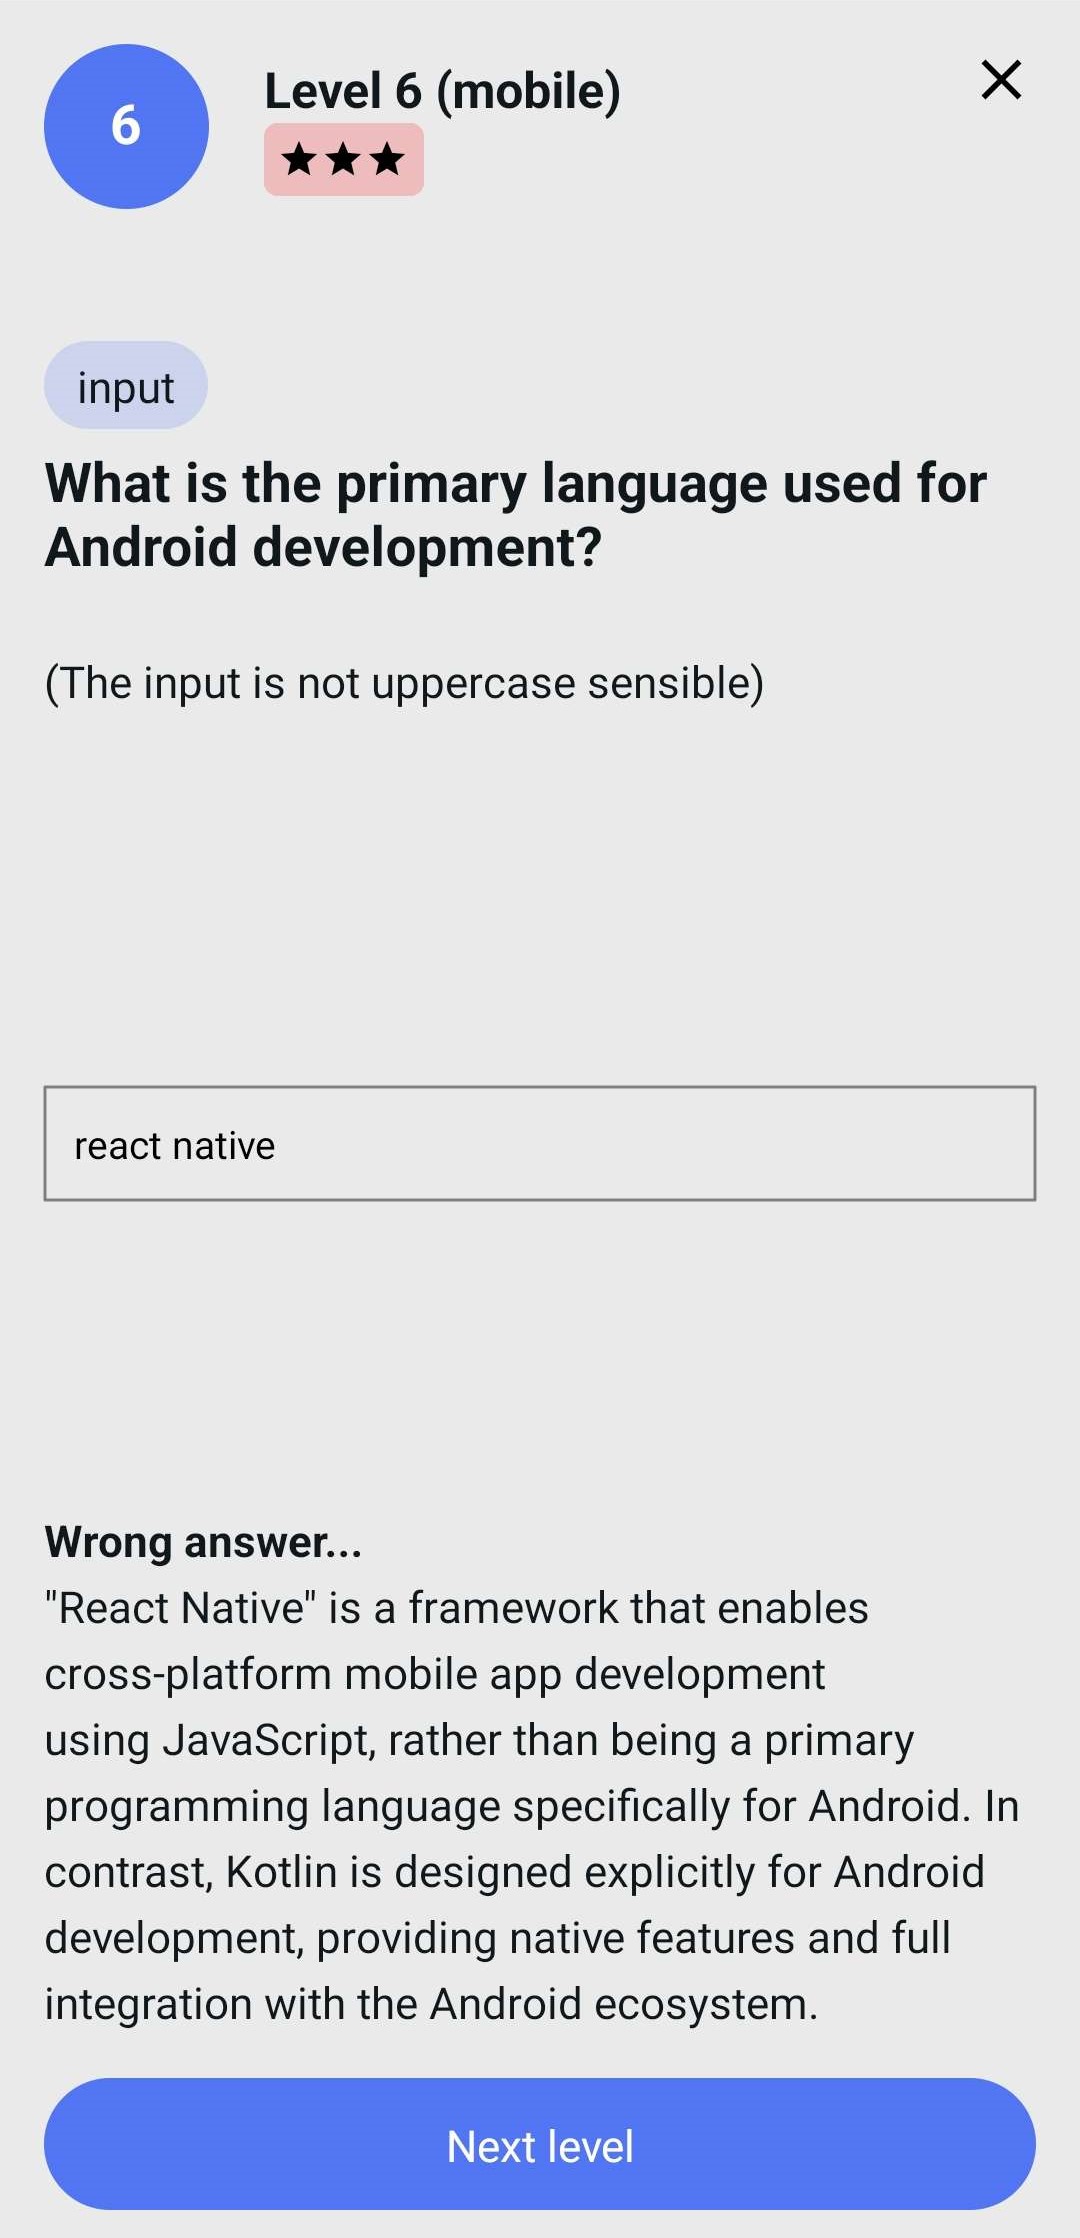 6
Level 6 (mobile)
★★★
input
What is the primary language used for
Android development?
(The input is not uppercase sensible)
react native
Wrong answer...
"React Native" is a framework that enables
cross-platform mobile app development
using JavaScript, rather than being a primary
programming language specifically for Android. In
contrast, Kotlin is designed explicitly for Android
development, providing native features and full
integration with the Android ecosystem.
Next level